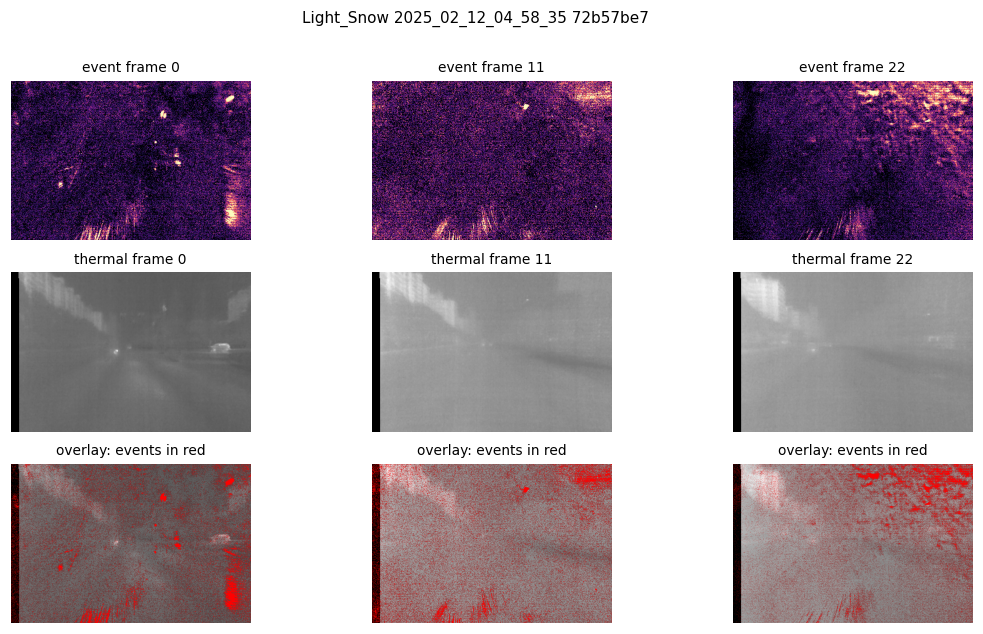 Light_Snow 2025_02_12_04_58_35 72b57be7
event frame 0
event frame 11
event frame 22
thermal frame 0
thermal frame 11
thermal frame 22
overlay: events in red
overlay: events in red
overlay: events in red